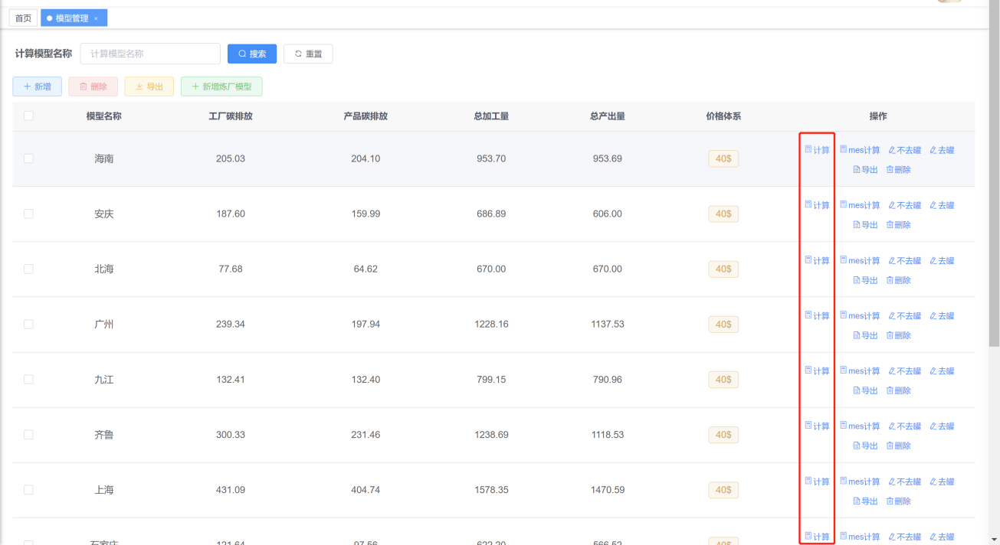 首页 模型管理 ×
计算模型名称 计算模型名称 搜索 重置
+ 新增 删除 导出 + 新增炼厂模型
模型名称 工厂碳排放 产品碳排放 总加工量 总产出量 价格体系 操作
海南 205.03 204.10 953.70 953.69 40$ 计算 mes计算 不去罐 去罐
导出 删除
安庆 187.60 159.99 686.89 606.00 40$ 计算 mes计算 不去罐 去罐
导出 删除
北海 77.68 64.62 670.00 670.00 40$ 计算 mes计算 不去罐 去罐
导出 删除
广州 239.34 197.94 1228.16 1137.53 40$ 计算 mes计算 不去罐 去罐
导出 删除
九江 132.41 132.40 799.15 790.96 40$ 计算 mes计算 不去罐 去罐
导出 删除
齐鲁 300.33 231.46 1238.69 1118.53 40$ 计算 mes计算 不去罐 去罐
导出 删除
上海 431.09 404.74 1578.35 1470.59 40$ 计算 mes计算 不去罐 去罐
导出 删除
石家庄 121.64 97.56 622.20 566.52 40$ 计算 mes计算 不去罐 去罐